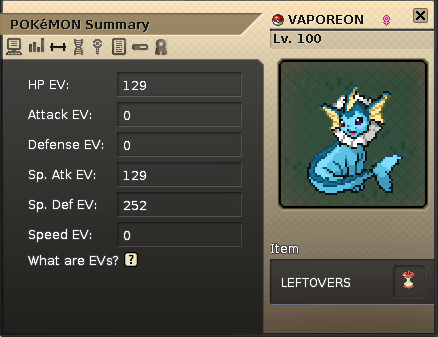 POKéMON Summary
VAPOREON
Lv. 100
HP EV: 129
Attack EV: 0
Defense EV: 0
Sp. Atk EV: 129
Sp. Def EV: 252
Speed EV: 0
What are EVs? ?
Item
LEFTOVERS